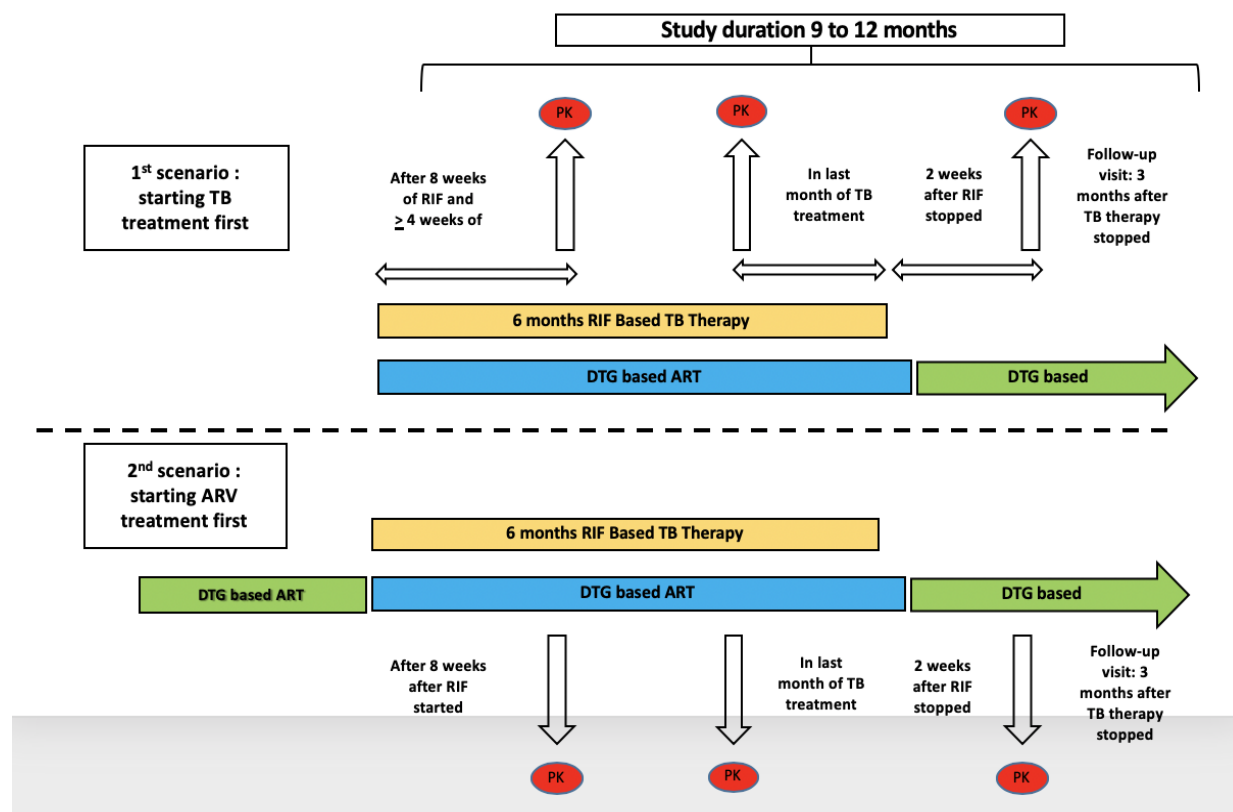 Study duration 9 to 12 months
PK
PK
PK
1st scenario :
starting TB
treatment first
After 8 weeks
of RIF and
≥ 4 weeks of
In last
month of TB
treatment
2 weeks
after RIF
stopped
Follow-up
visit: 3
months after
TB therapy
stopped
6 months RIF Based TB Therapy
DTG based ART
DTG based
2nd scenario :
starting ARV
treatment first
6 months RIF Based TB Therapy
DTG based ART
DTG based ART
DTG based
After 8 weeks
after RIF
started
In last
month of TB
treatment
2 weeks
after RIF
stopped
Follow-up
visit: 3
months after
TB therapy
stopped
PK
PK
PK